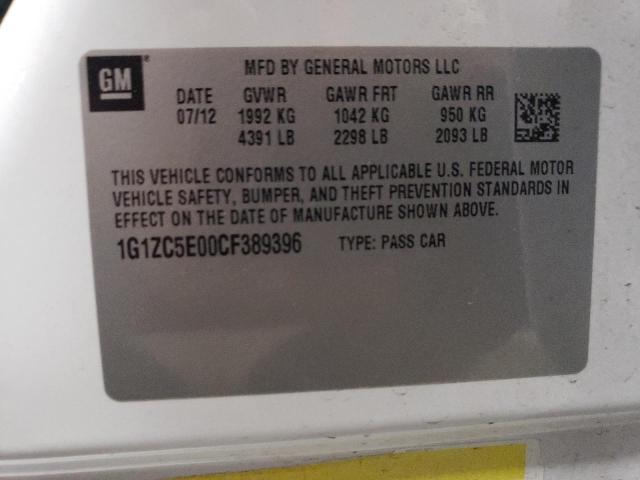 GM
MFD BY GENERAL MOTORS LLC
DATE GVWR GAWR FRT GAWR RR
07/12 1992 KG 1042 KG 950 KG
4391 LB 2298 LB 2093 LB
THIS VEHICLE CONFORMS TO ALL APPLICABLE U.S. FEDERAL MOTOR
VEHICLE SAFETY, BUMPER, AND THEFT PREVENTION STANDARDS IN
EFFECT ON THE DATE OF MANUFACTURE SHOWN ABOVE.
1G1ZC5E00CF389396 TYPE: PASS CAR